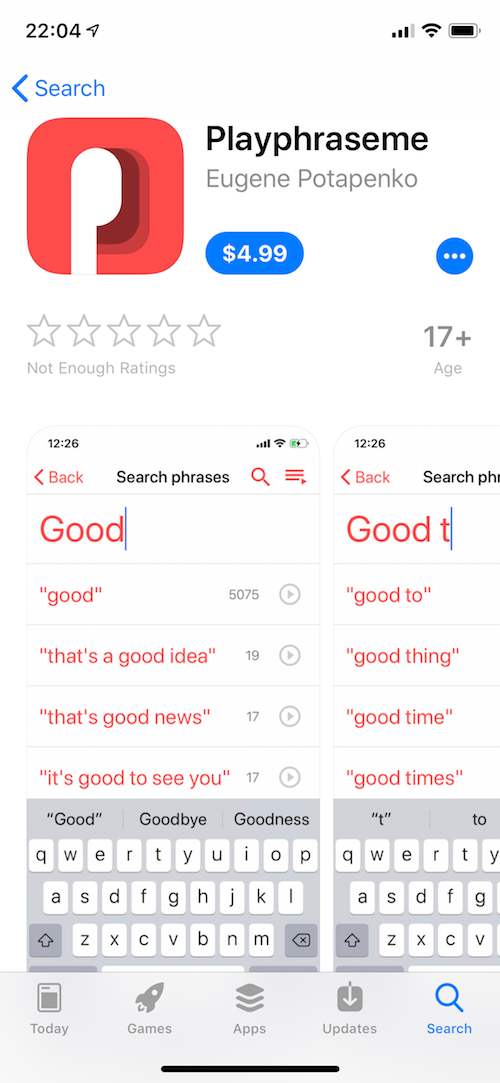 22:04
Search
Playphraseme
Eugene Potapenko
$4.99
Not Enough Ratings
17+
Age
12:26
Back Search phrases
Good
"good" 5075
"that's a good idea" 19
"that's good news" 17
"it's good to see you" 17
“Good” Goodbye Goodness
q w e r t y u i o p
a s d f g h j k l
z x c v b n m
12:26
Back Search phr
Good t
"good to"
"good thing"
"good time"
"good times"
“t” to
q w e r t y
a s d f g
z x c v
Today Games Apps Updates Search